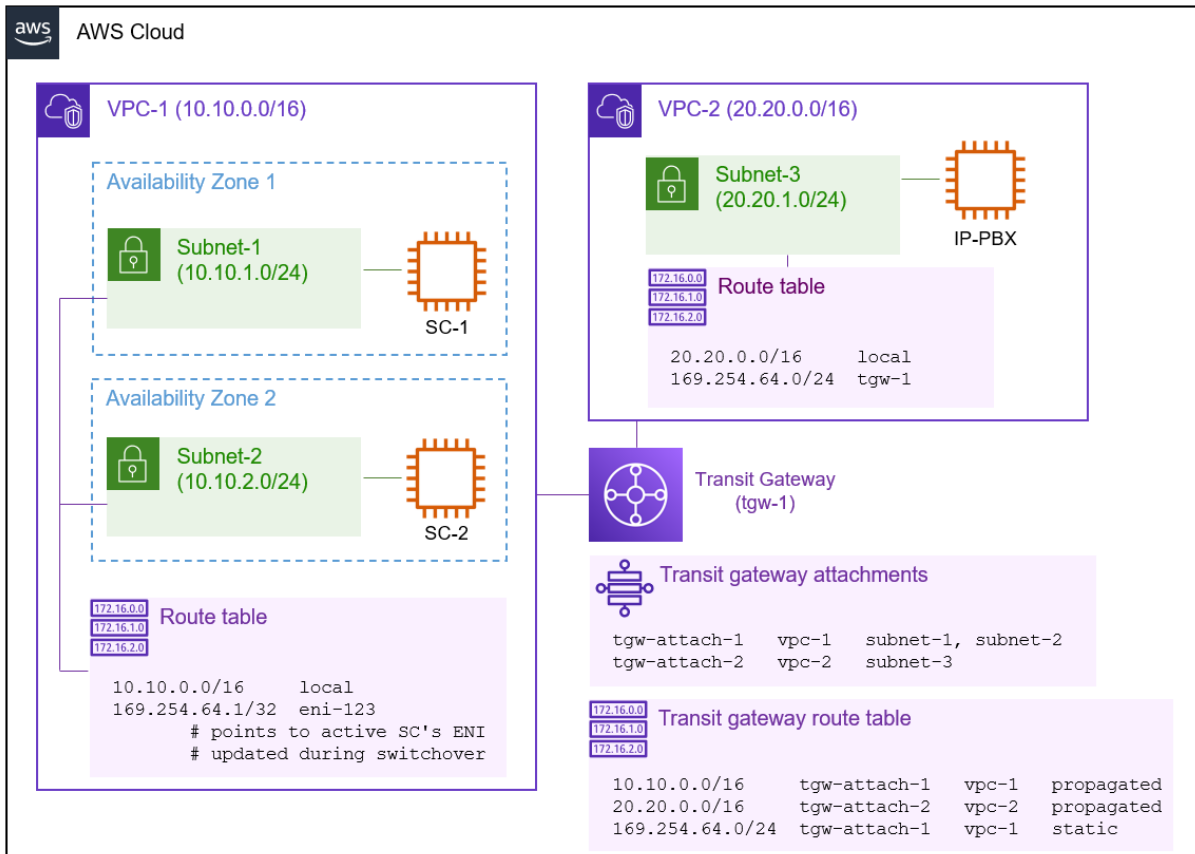 aws
AWS Cloud
VPC-1 (10.10.0.0/16)
Availability Zone 1
Subnet-1
(10.10.1.0/24)
SC-1
Availability Zone 2
Subnet-2
(10.10.2.0/24)
SC-2
172.16.0.0
172.16.1.0
172.16.2.0
Route table
10.10.0.0/16 local
169.254.64.1/32 eni-123
# points to active SC's ENI
# updated during switchover
VPC-2 (20.20.0.0/16)
Subnet-3
(20.20.1.0/24)
IP-PBX
172.16.0.0
172.16.1.0
172.16.2.0
Route table
20.20.0.0/16 local
169.254.64.0/24 tgw-1
Transit Gateway
(tgw-1)
Transit gateway attachments
tgw-attach-1 vpc-1 subnet-1, subnet-2
tgw-attach-2 vpc-2 subnet-3
172.16.0.0
172.16.1.0
172.16.2.0
Transit gateway route table
10.10.0.0/16 tgw-attach-1 vpc-1 propagated
20.20.0.0/16 tgw-attach-2 vpc-2 propagated
169.254.64.0/24 tgw-attach-1 vpc-1 static